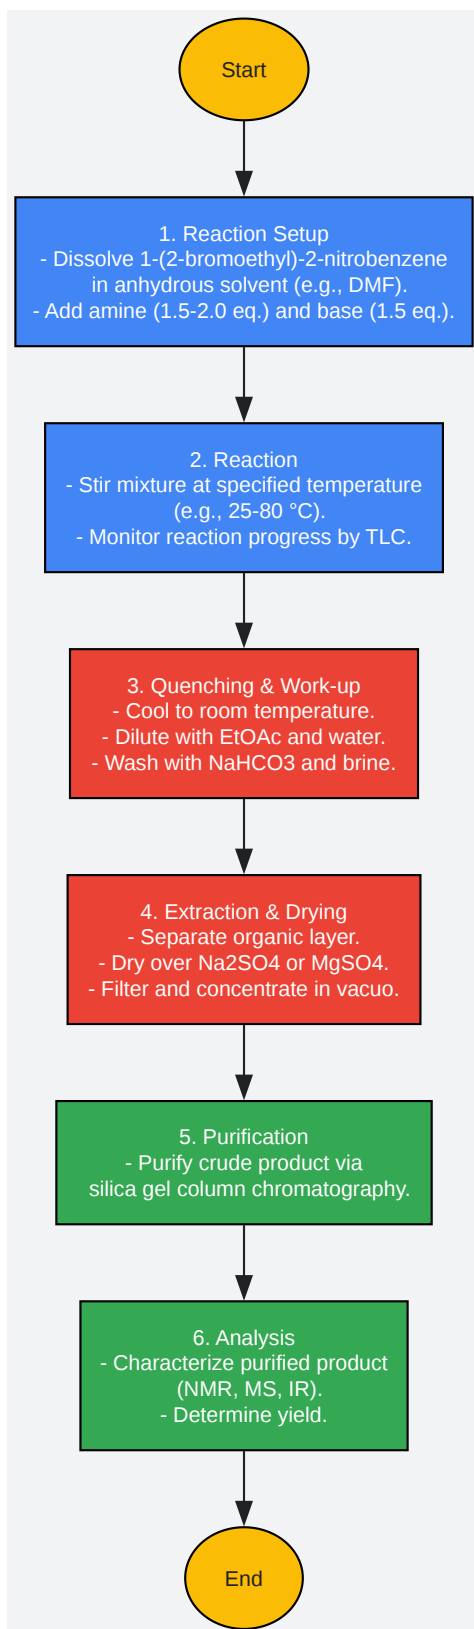 Start
1. Reaction Setup
- Dissolve 1-(2-bromoethyl)-2-nitrobenzene
in anhydrous solvent (e.g., DMF).
- Add amine (1.5-2.0 eq.) and base (1.5 eq.).
2. Reaction
- Stir mixture at specified temperature
(e.g., 25-80 °C).
- Monitor reaction progress by TLC.
3. Quenching & Work-up
- Cool to room temperature.
- Dilute with EtOAc and water.
- Wash with NaHCO3 and brine.
4. Extraction & Drying
- Separate organic layer.
- Dry over Na2SO4 or MgSO4.
- Filter and concentrate in vacuo.
5. Purification
- Purify crude product via
silica gel column chromatography.
6. Analysis
- Characterize purified product
(NMR, MS, IR).
- Determine yield.
End